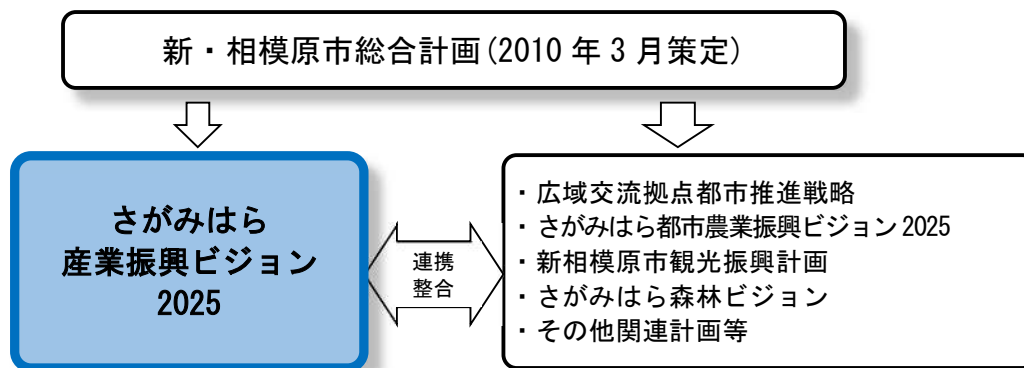 新・相模原市総合計画(2010 年 3 月策定)
さがみはら
産業振興ビジョン
2025
連携
整合
・広域交流拠点都市推進戦略
・さがみはら都市農業振興ビジョン 2025
・新相模原市観光振興計画
・さがみはら森林ビジョン
・その他関連計画等